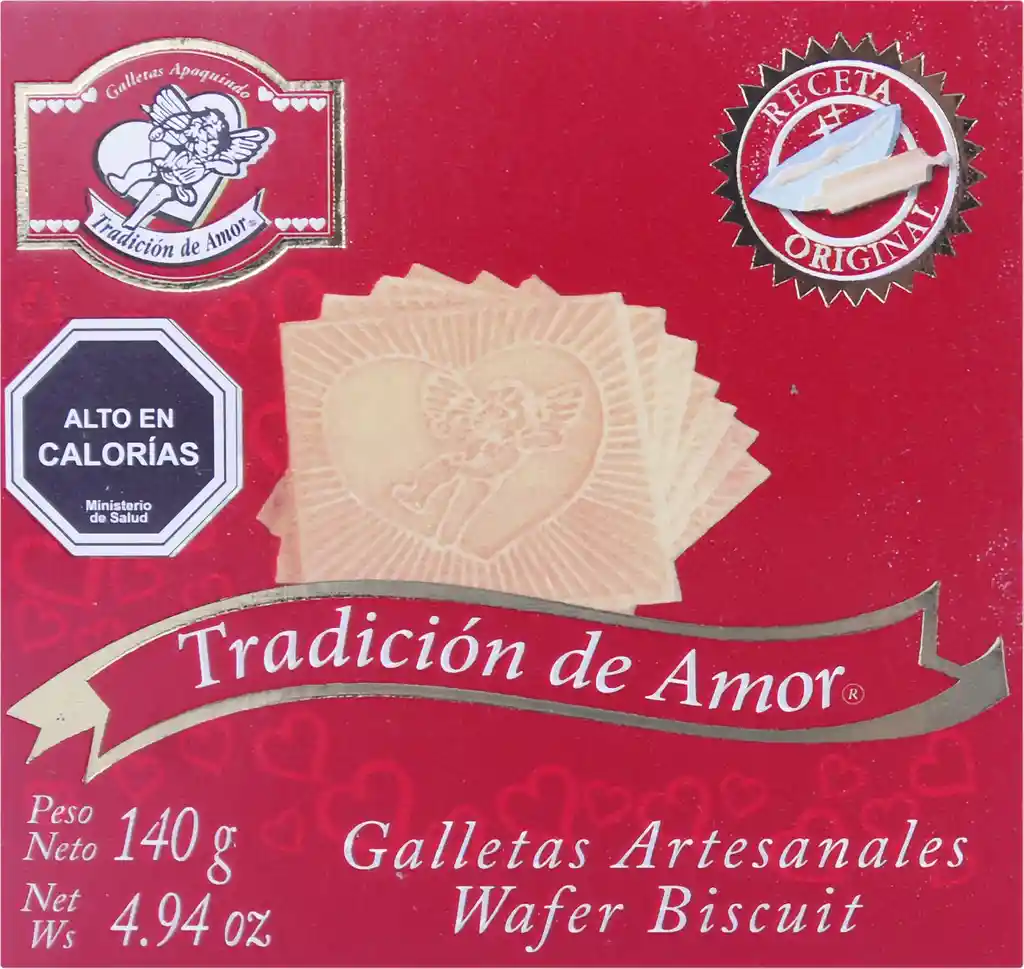 Galletas Apoquindo
Tradición de Amor®
RECETA
ORIGINAL
ALTO EN
CALORÍAS
Ministerio
de Salud
Tradición de Amor®
Peso
Neto 140 g
Net
Ws 4.94 oz
Galletas Artesanales
Wafer Biscuit